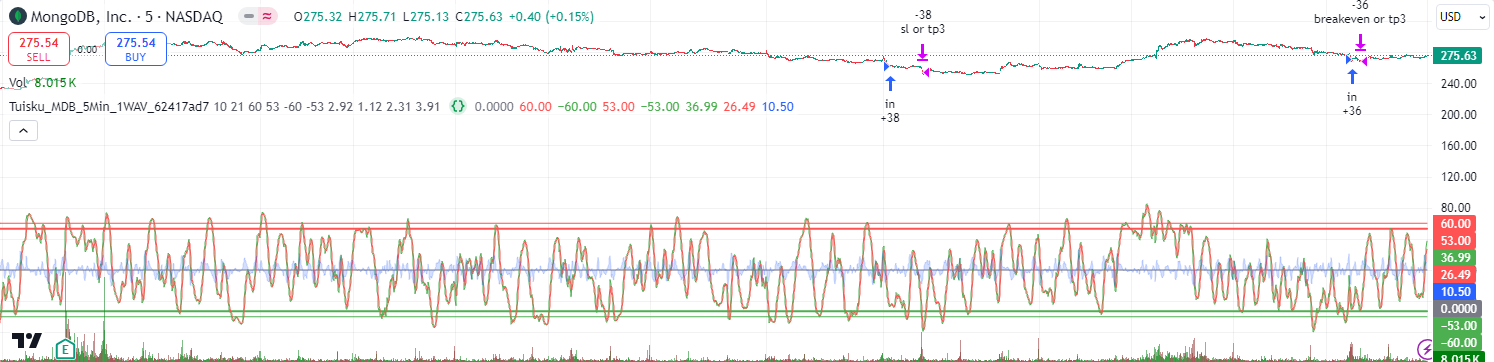 MongoDB, Inc. · 5 · NASDAQ O275.32 H275.71 L275.13 C275.63 +0.40 (+0.15%)
275.54 SELL
0.00
275.54 BUY
Vol 8.015K
Tuisku_MDB_5Min_1WAV_62417ad7 10 21 60 53 -60 -53 2.92 1.12 2.31 3.91 {} 0.0000 60.00 −60.00 53.00 −53.00 36.99 26.49 10.50
-38
sl or tp3
in
+38
-36
breakeven or tp3
in
+36
USD
275.63
240.00
200.00
160.00
120.00
80.00
60.00
53.00
36.99
26.49
10.50
0.0000
−53.00
−60.00
8.015K
E